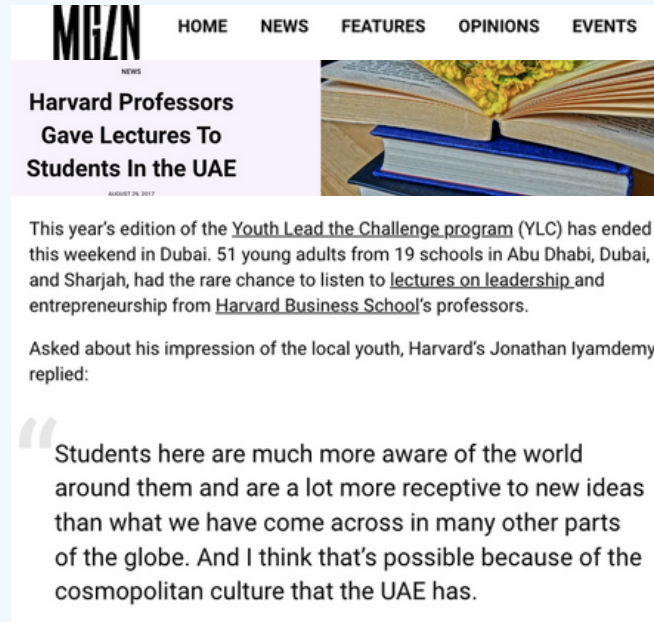 MGZN
HOME NEWS FEATURES OPINIONS EVENTS
NEWS
Harvard Professors
Gave Lectures To
Students In the UAE
AUGUST 29, 2017
This year's edition of the Youth Lead the Challenge program (YLC) has ended
this weekend in Dubai. 51 young adults from 19 schools in Abu Dhabi, Dubai,
and Sharjah, had the rare chance to listen to lectures on leadership and
entrepreneurship from Harvard Business School's professors.
Asked about his impression of the local youth, Harvard's Jonathan Iyamdemy
replied:
“
Students here are much more aware of the world
around them and are a lot more receptive to new ideas
than what we have come across in many other parts
of the globe. And I think that's possible because of the
cosmopolitan culture that the UAE has.